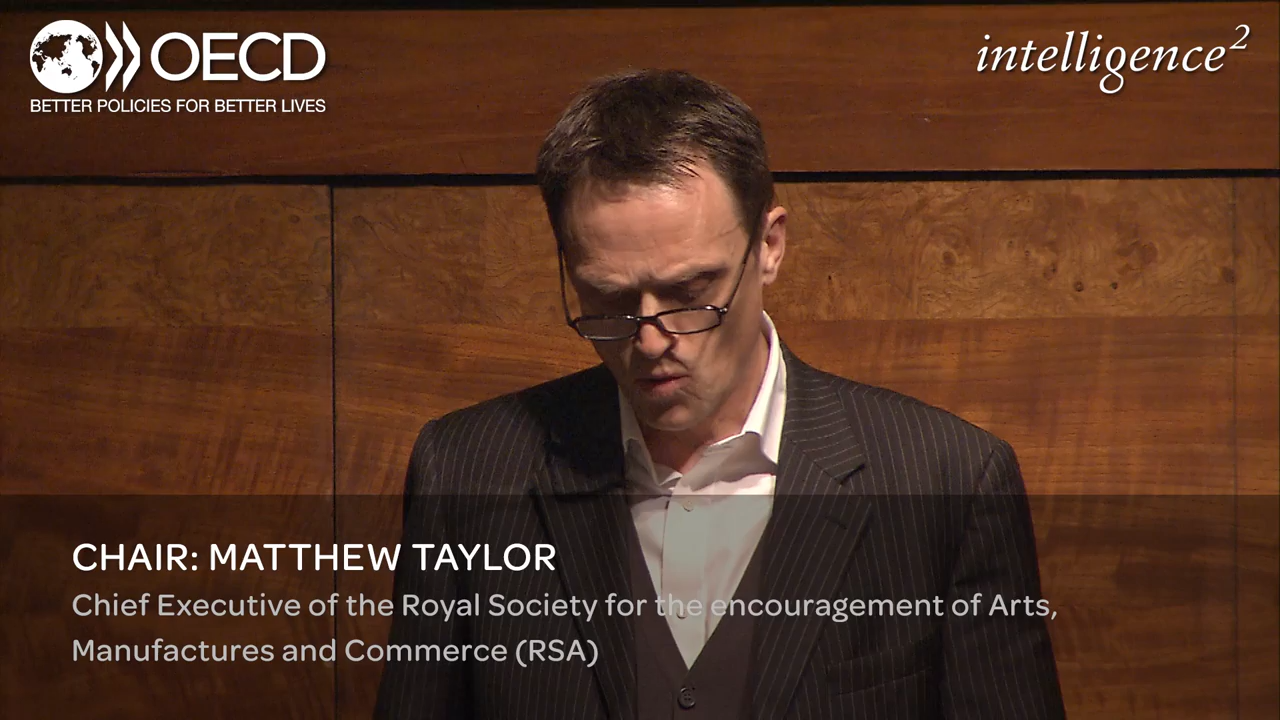 OECD
BETTER POLICIES FOR BETTER LIVES
intelligence²
CHAIR: MATTHEW TAYLOR
Chief Executive of the Royal Society for the encouragement of Arts,
Manufactures and Commerce (RSA)